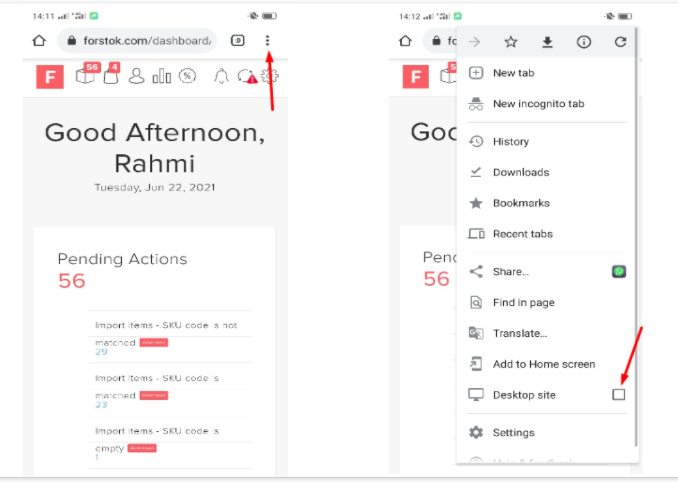 14:11
forstok.com/dashboard/
:D
F
56
4
Good Afternoon,
Rahmi
Tuesday, Jun 22, 2021
Pending Actions
56
Import Items - SKU code is not
matched
29
Import Items - SKU code is
matched
23
Import Items - SKU code is
empty
1
14:12
fo
F
Goo
Pend
56
New tab
New incognito tab
History
Downloads
Bookmarks
Recent tabs
Share...
Find in page
Translate...
Add to Home screen
Desktop site
Settings